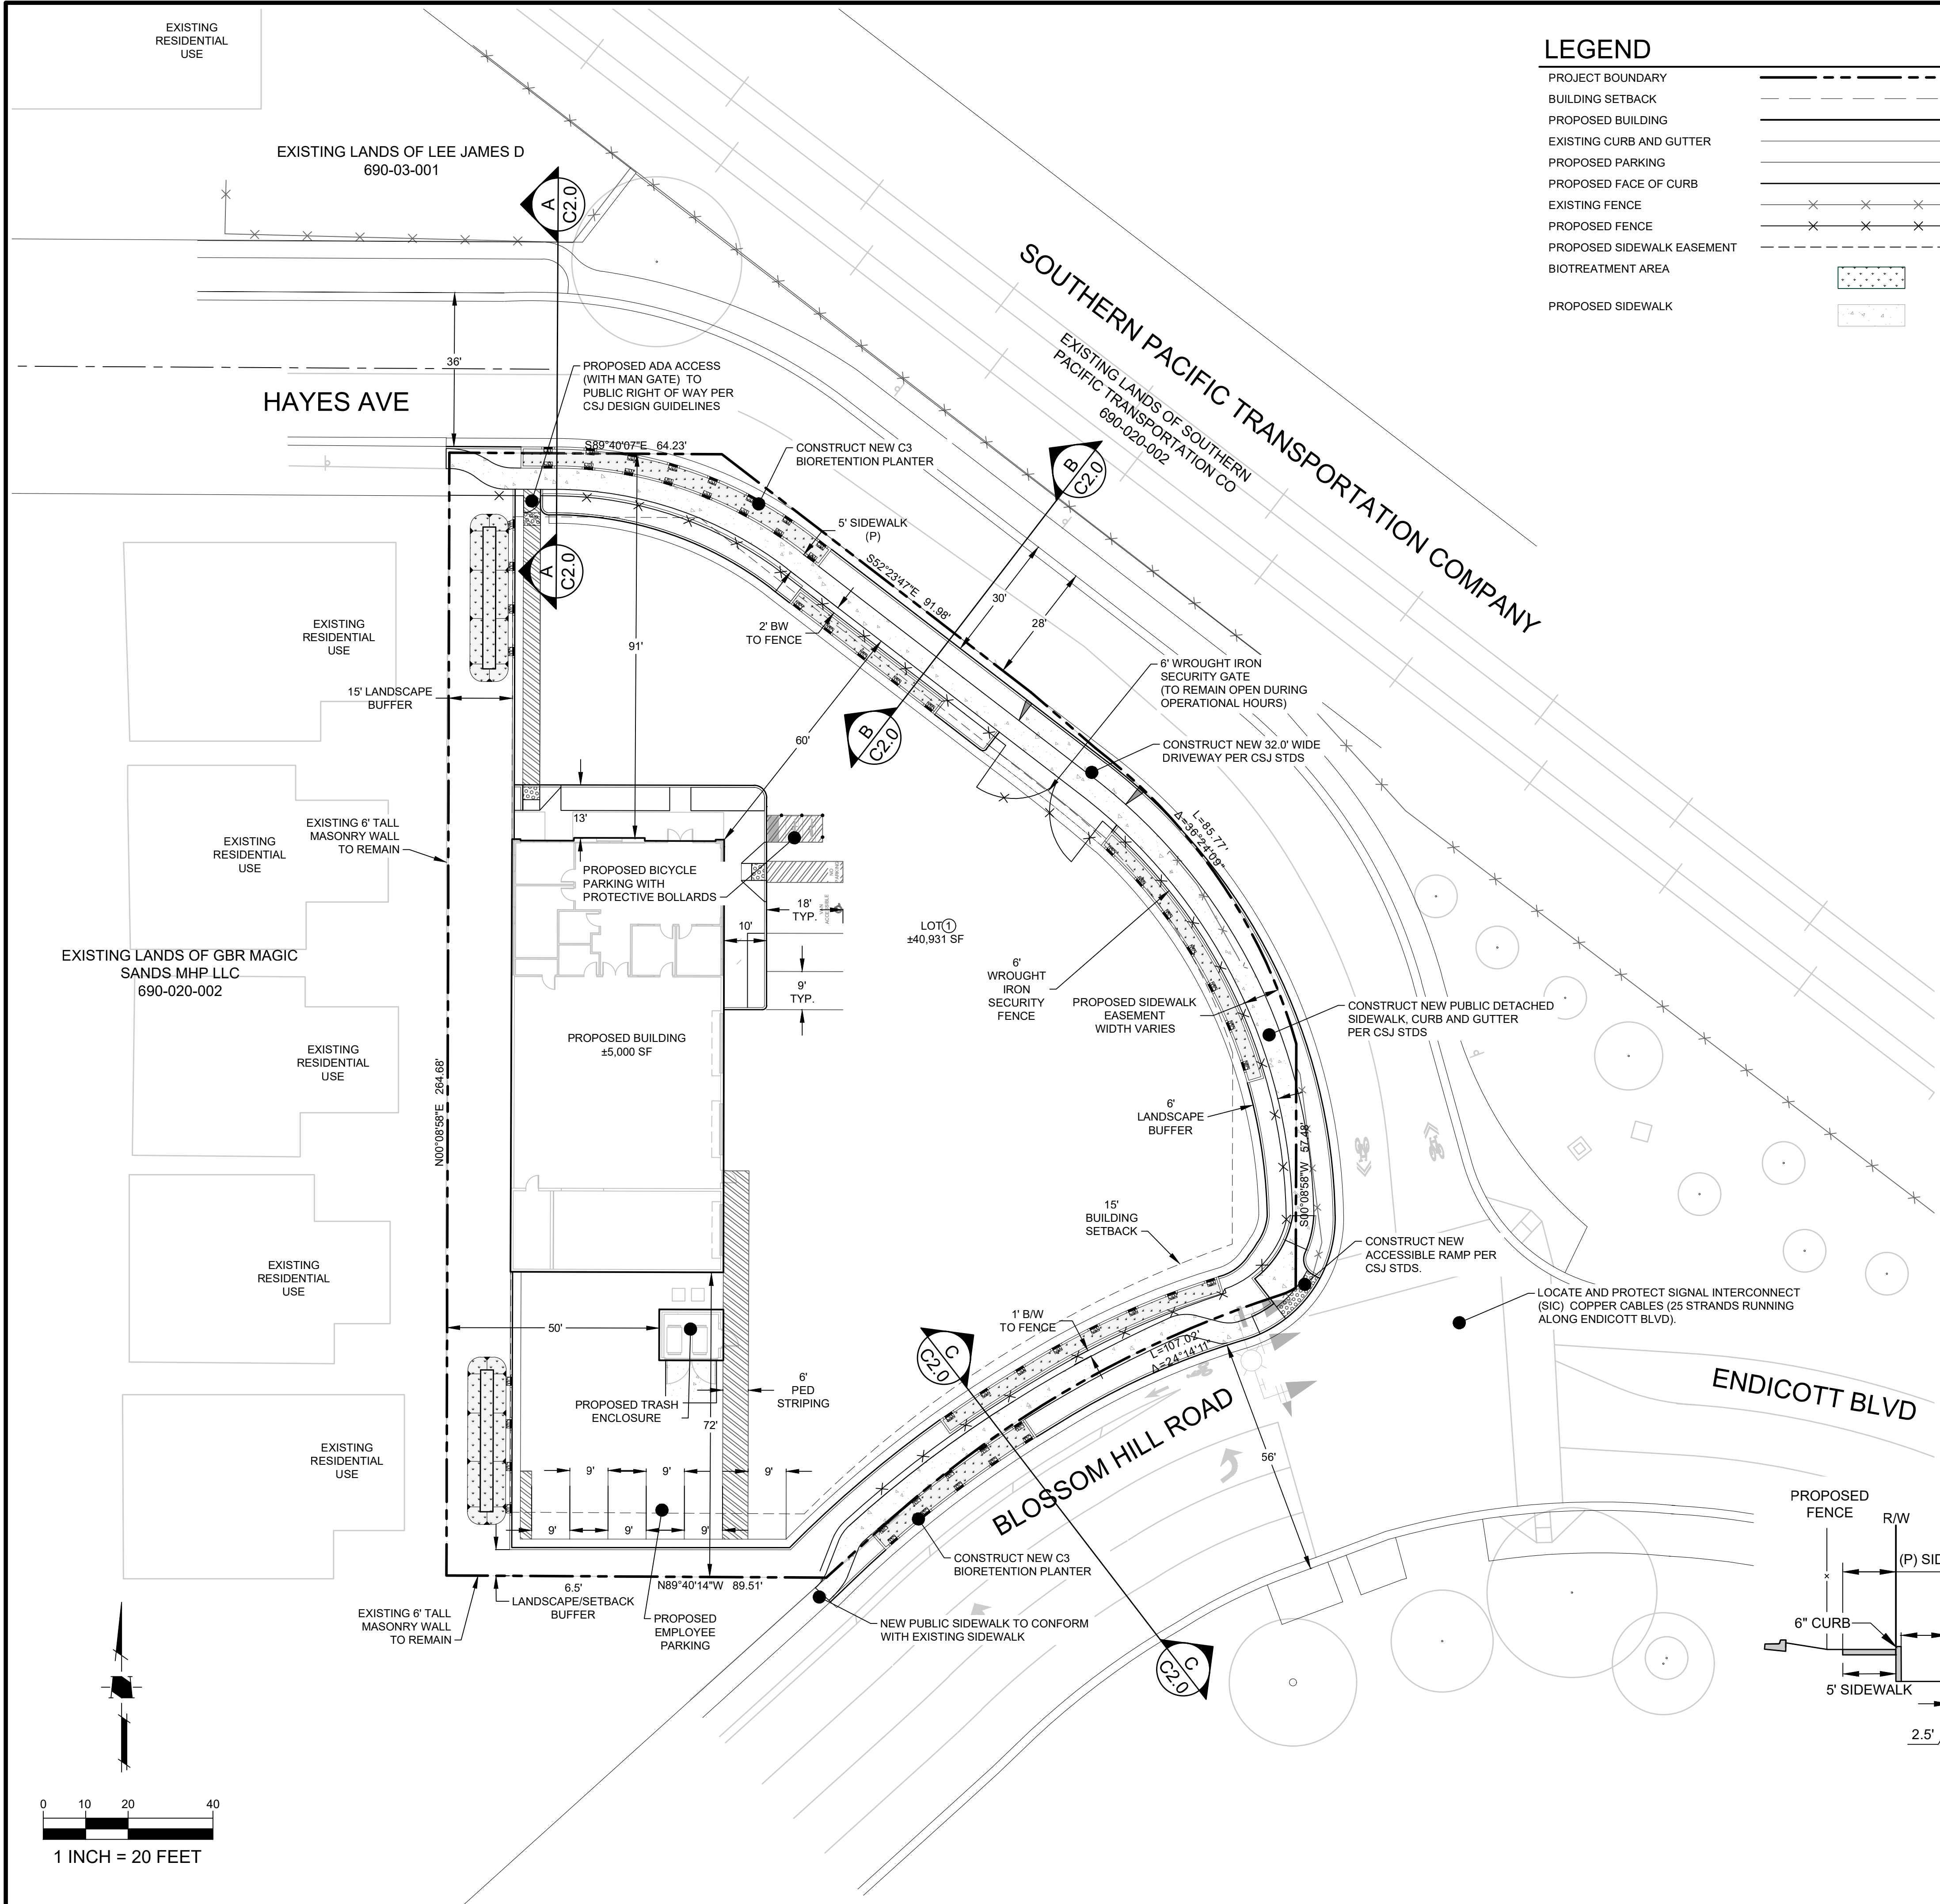 EXISTING
RESIDENTIAL
USE
LEGEND
PROJECT BOUNDARY
BUILDING SETBACK
PROPOSED BUILDING
EXISTING CURB AND GUTTER
PROPOSED PARKING
PROPOSED FACE OF CURB
EXISTING FENCE
PROPOSED FENCE
PROPOSED SIDEWALK EASEMENT
BIOTREATMENT AREA
PROPOSED SIDEWALK
EXISTING LANDS OF LEE JAMES D
690-03-001
A
C2.0
SOUTHERN PACIFIC TRANSPORTATION COMPANY
EXISTING LANDS OF SOUTHERN
PACIFIC TRANSPORTATION CO
690-020-002
36'
HAYES AVE
PROPOSED ADA ACCESS
(WITH MAN GATE) TO
PUBLIC RIGHT OF WAY PER
CSJ DESIGN GUIDELINES
S89°40'07"E 64.23'
CONSTRUCT NEW C3
BIORETENTION PLANTER
B
C2.0
5' SIDEWALK
(P)
S52°23'47"E 91.98'
A
C2.0
30'
28'
2' BW
TO FENCE
91'
EXISTING
RESIDENTIAL
USE
15' LANDSCAPE
BUFFER
6' WROUGHT IRON
SECURITY GATE
(TO REMAIN OPEN DURING
OPERATIONAL HOURS)
60'
B
C2.0
CONSTRUCT NEW 32.0' WIDE
DRIVEWAY PER CSJ STDS
L=85.77'
Δ=36°24'09"
EXISTING 6' TALL
MASONRY WALL
TO REMAIN
13'
EXISTING
RESIDENTIAL
USE
PROPOSED BICYCLE
PARKING WITH
PROTECTIVE BOLLARDS
NO
PARKING
VAN
ACCESSIBLE
18'
TYP.
10'
LOT 1
±40,931 SF
9'
TYP.
EXISTING LANDS OF GBR MAGIC
SANDS MHP LLC
690-020-002
6'
WROUGHT
IRON
SECURITY
FENCE
PROPOSED SIDEWALK
EASEMENT
WIDTH VARIES
CONSTRUCT NEW PUBLIC DETACHED
SIDEWALK, CURB AND GUTTER
PER CSJ STDS
EXISTING
RESIDENTIAL
USE
PROPOSED BUILDING
±5,000 SF
N00°08'58"E 264.68'
6'
LANDSCAPE
BUFFER
S00°08'58"W 57.48'
15'
BUILDING
SETBACK
CONSTRUCT NEW
ACCESSIBLE RAMP PER
CSJ STDS.
EXISTING
RESIDENTIAL
USE
LOCATE AND PROTECT SIGNAL INTERCONNECT
(SIC) COPPER CABLES (25 STRANDS RUNNING
ALONG ENDICOTT BLVD).
50'
1' B/W
TO FENCE
L=107.02'
Δ=24°14'11"
C
C2.0
6'
PED
STRIPING
PROPOSED TRASH
ENCLOSURE
72'
ENDICOTT BLVD
BLOSSOM HILL ROAD
56'
EXISTING
RESIDENTIAL
USE
9'
9'
9'
9'
9'
9'
PROPOSED
FENCE
R/W
(P) SID
6" CURB
5' SIDEWALK
2.5'
CONSTRUCT NEW C3
BIORETENTION PLANTER
6.5'
LANDSCAPE/SETBACK
BUFFER
N89°40'14"W 89.51'
EXISTING 6' TALL
MASONRY WALL
TO REMAIN
PROPOSED
EMPLOYEE
PARKING
NEW PUBLIC SIDEWALK TO CONFORM
WITH EXISTING SIDEWALK
C
C2.0
N
0 10 20 40
1 INCH = 20 FEET